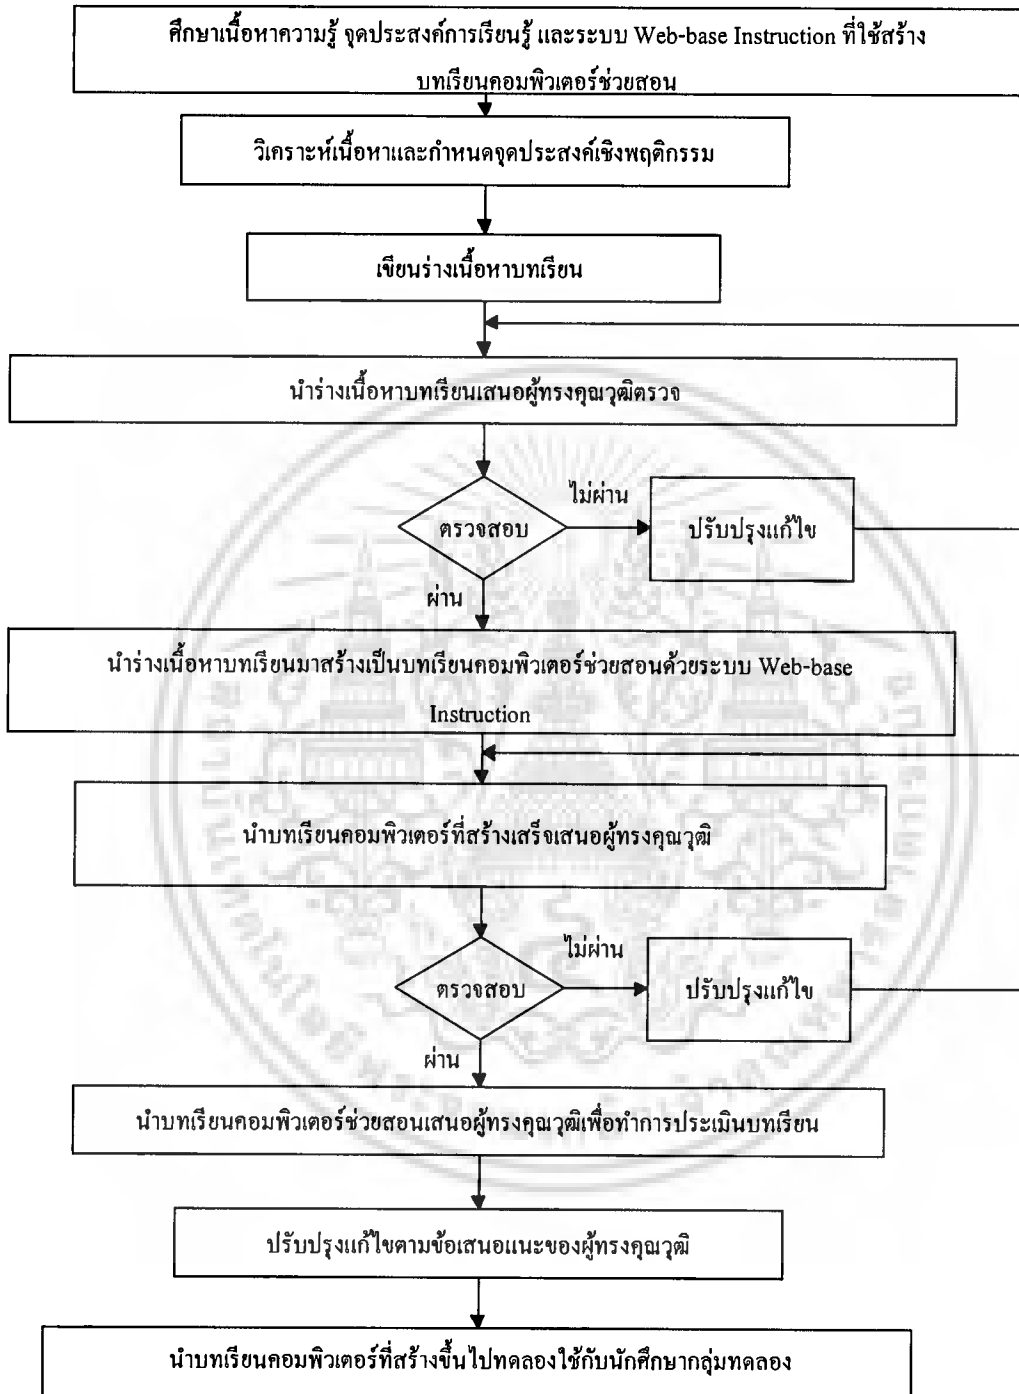 ศึกษาเนื้อหาความรู้ จุดประสงค์การเรียนรู้ และระบบ Web-base Instruction ที่ใช้สร้าง
บทเรียนคอมพิวเตอร์ช่วยสอน
วิเคราะห์เนื้อหาและกำหนดจุดประสงค์เชิงพฤติกรรม
เขียนร่างเนื้อหาบทเรียน
นำร่างเนื้อหาบทเรียนเสนอผู้ทรงคุณวุฒิตรวจ
ไม่ผ่าน
ตรวจสอบ
ปรับปรุงแก้ไข
ผ่าน
นำร่างเนื้อหาบทเรียนมาสร้างเป็นบทเรียนคอมพิวเตอร์ช่วยสอนด้วยระบบ Web-base
Instruction
นำบทเรียนคอมพิวเตอร์ที่สร้างเสร็จเสนอผู้ทรงคุณวุฒิ
ไม่ผ่าน
ตรวจสอบ
ปรับปรุงแก้ไข
ผ่าน
นำบทเรียนคอมพิวเตอร์ช่วยสอนเสนอผู้ทรงคุณวุฒิเพื่อทำการประเมินบทเรียน
ปรับปรุงแก้ไขตามข้อเสนอแนะของผู้ทรงคุณวุฒิ
นำบทเรียนคอมพิวเตอร์ที่สร้างขึ้นไปทดลองใช้กับนักศึกษากลุ่มทดลอง